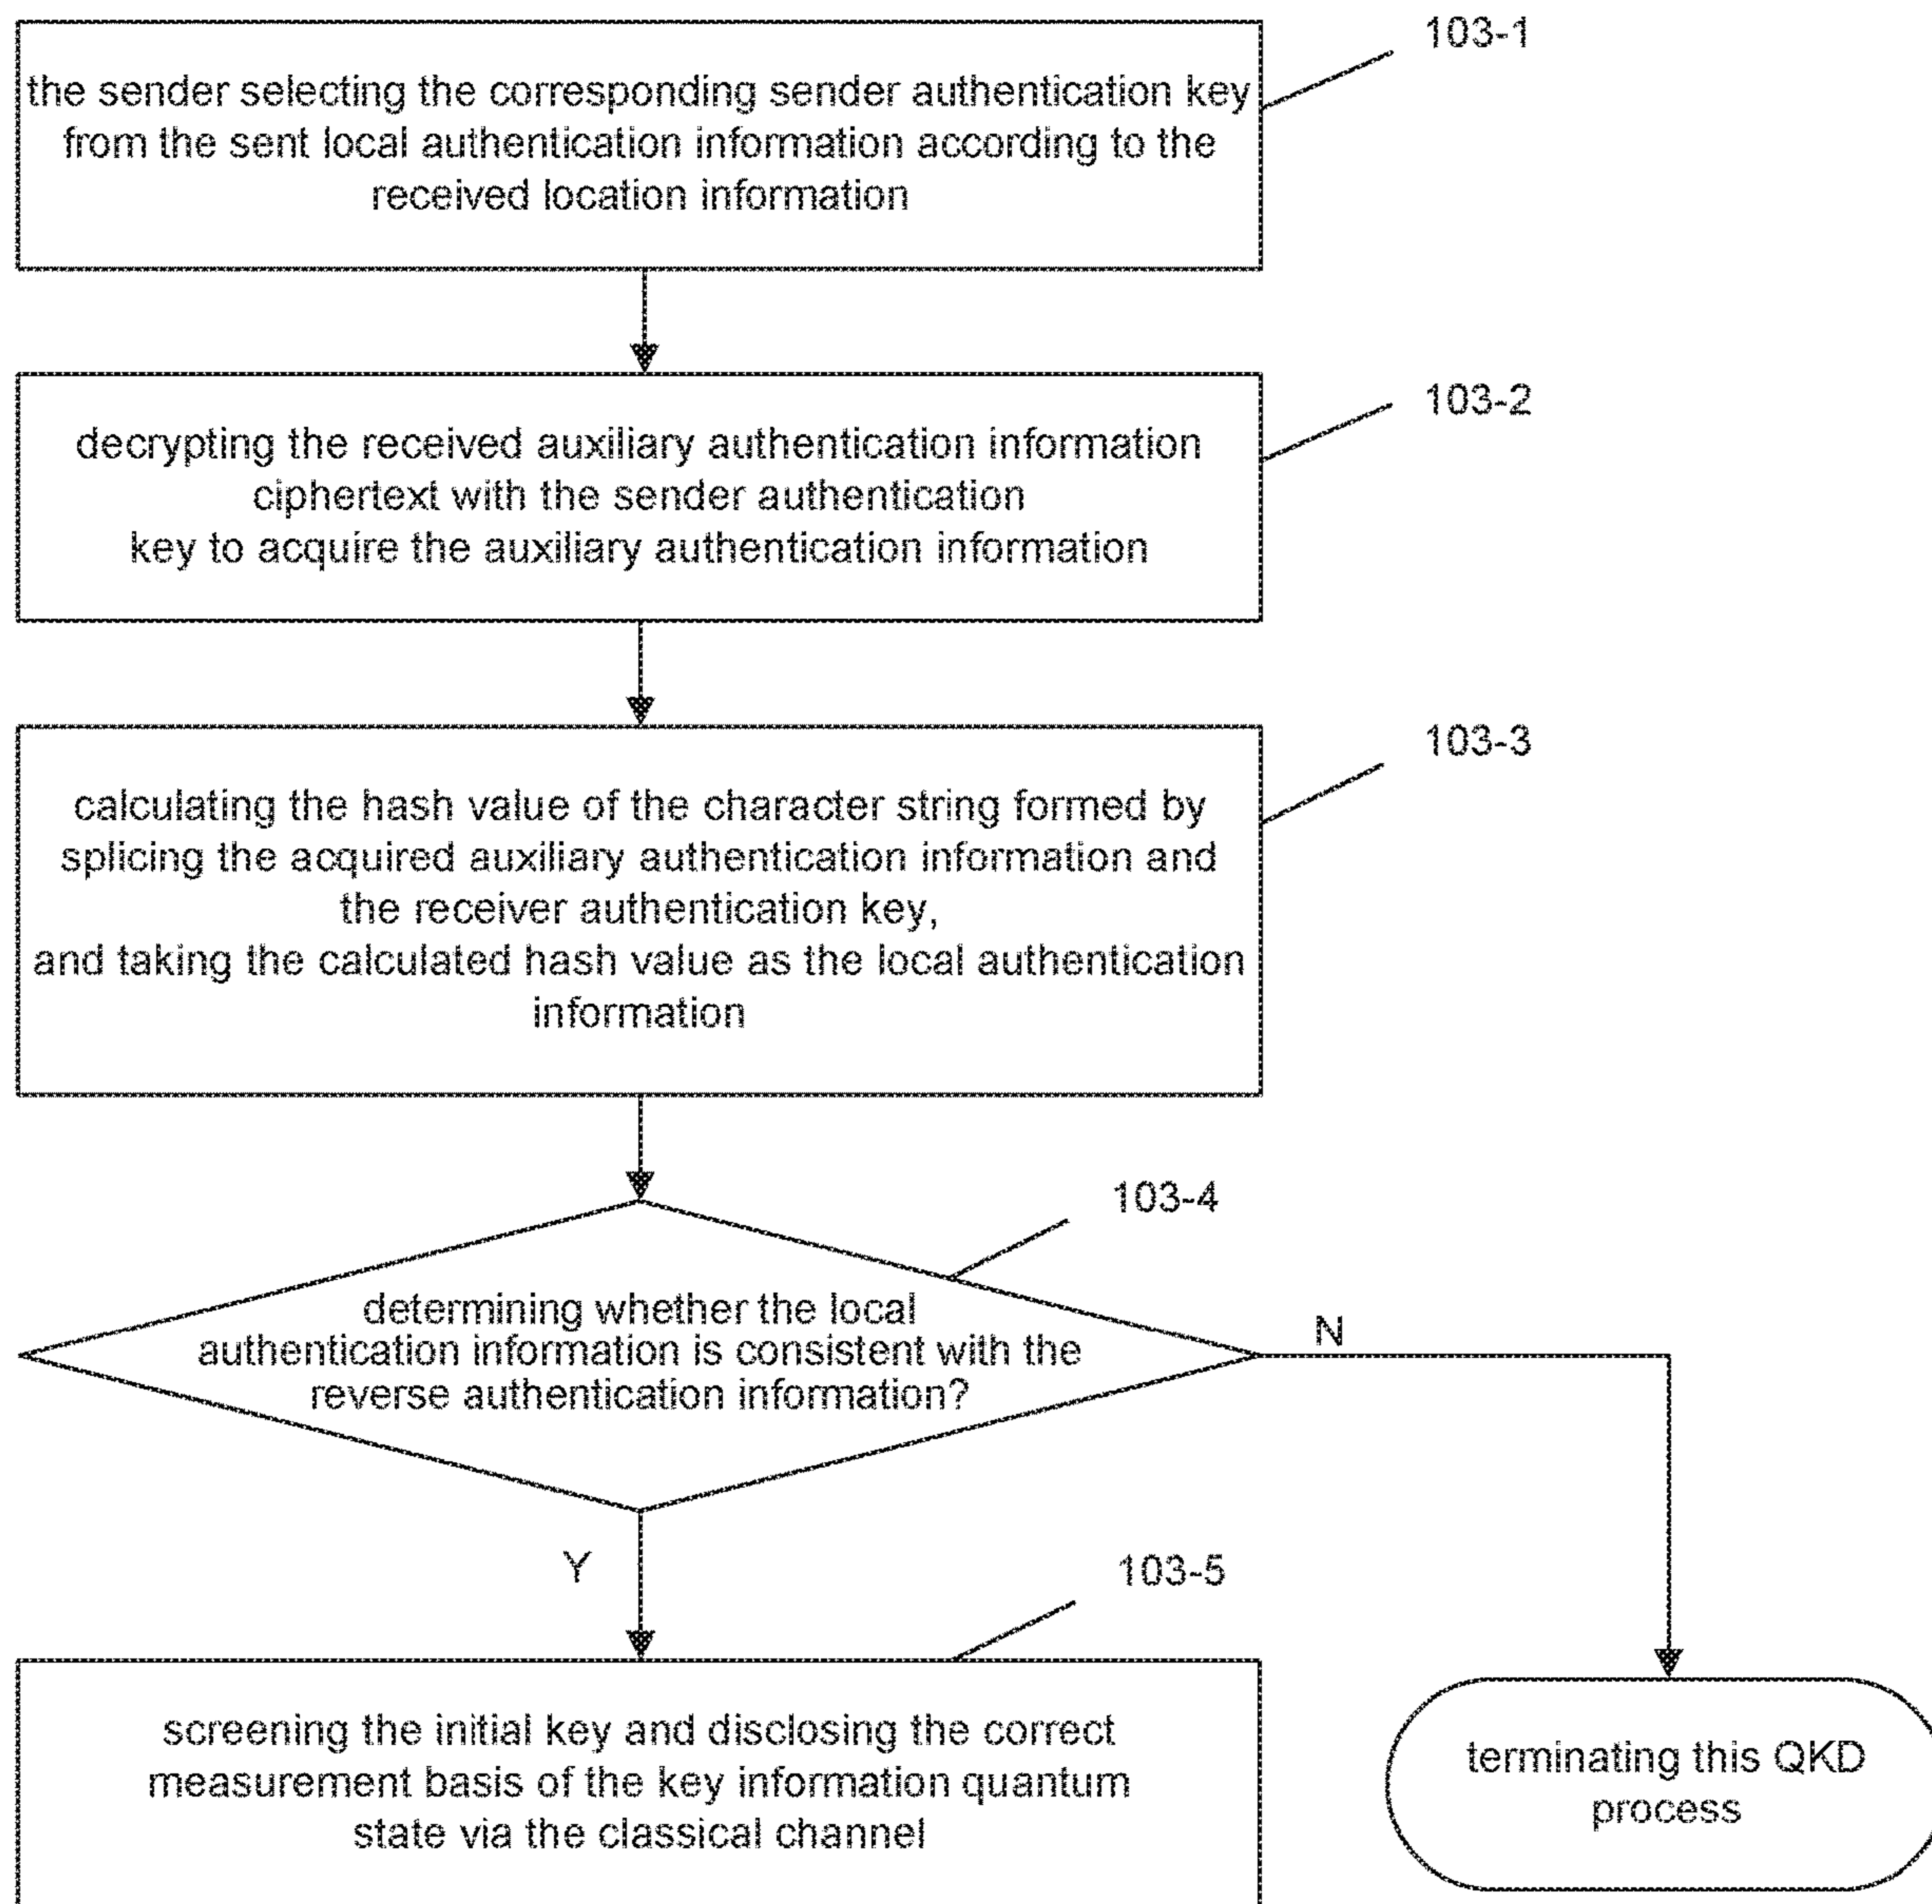 103-1
the sender selecting the corresponding sender authentication key
from the sent local authentication information according to the
received location information
103-2
decrypting the received auxiliary authentication information
ciphertext with the sender authentication
key to acquire the auxiliary authentication information
103-3
calculating the hash value of the character string formed by
splicing the acquired auxiliary authentication information and
the receiver authentication key,
and taking the calculated hash value as the local authentication
information
103-4
determining whether the local
authentication information is consistent with the
reverse authentication information?
N
Y
103-5
screening the initial key and disclosing the correct
measurement basis of the key information quantum
state via the classical channel
terminating this QKD
process